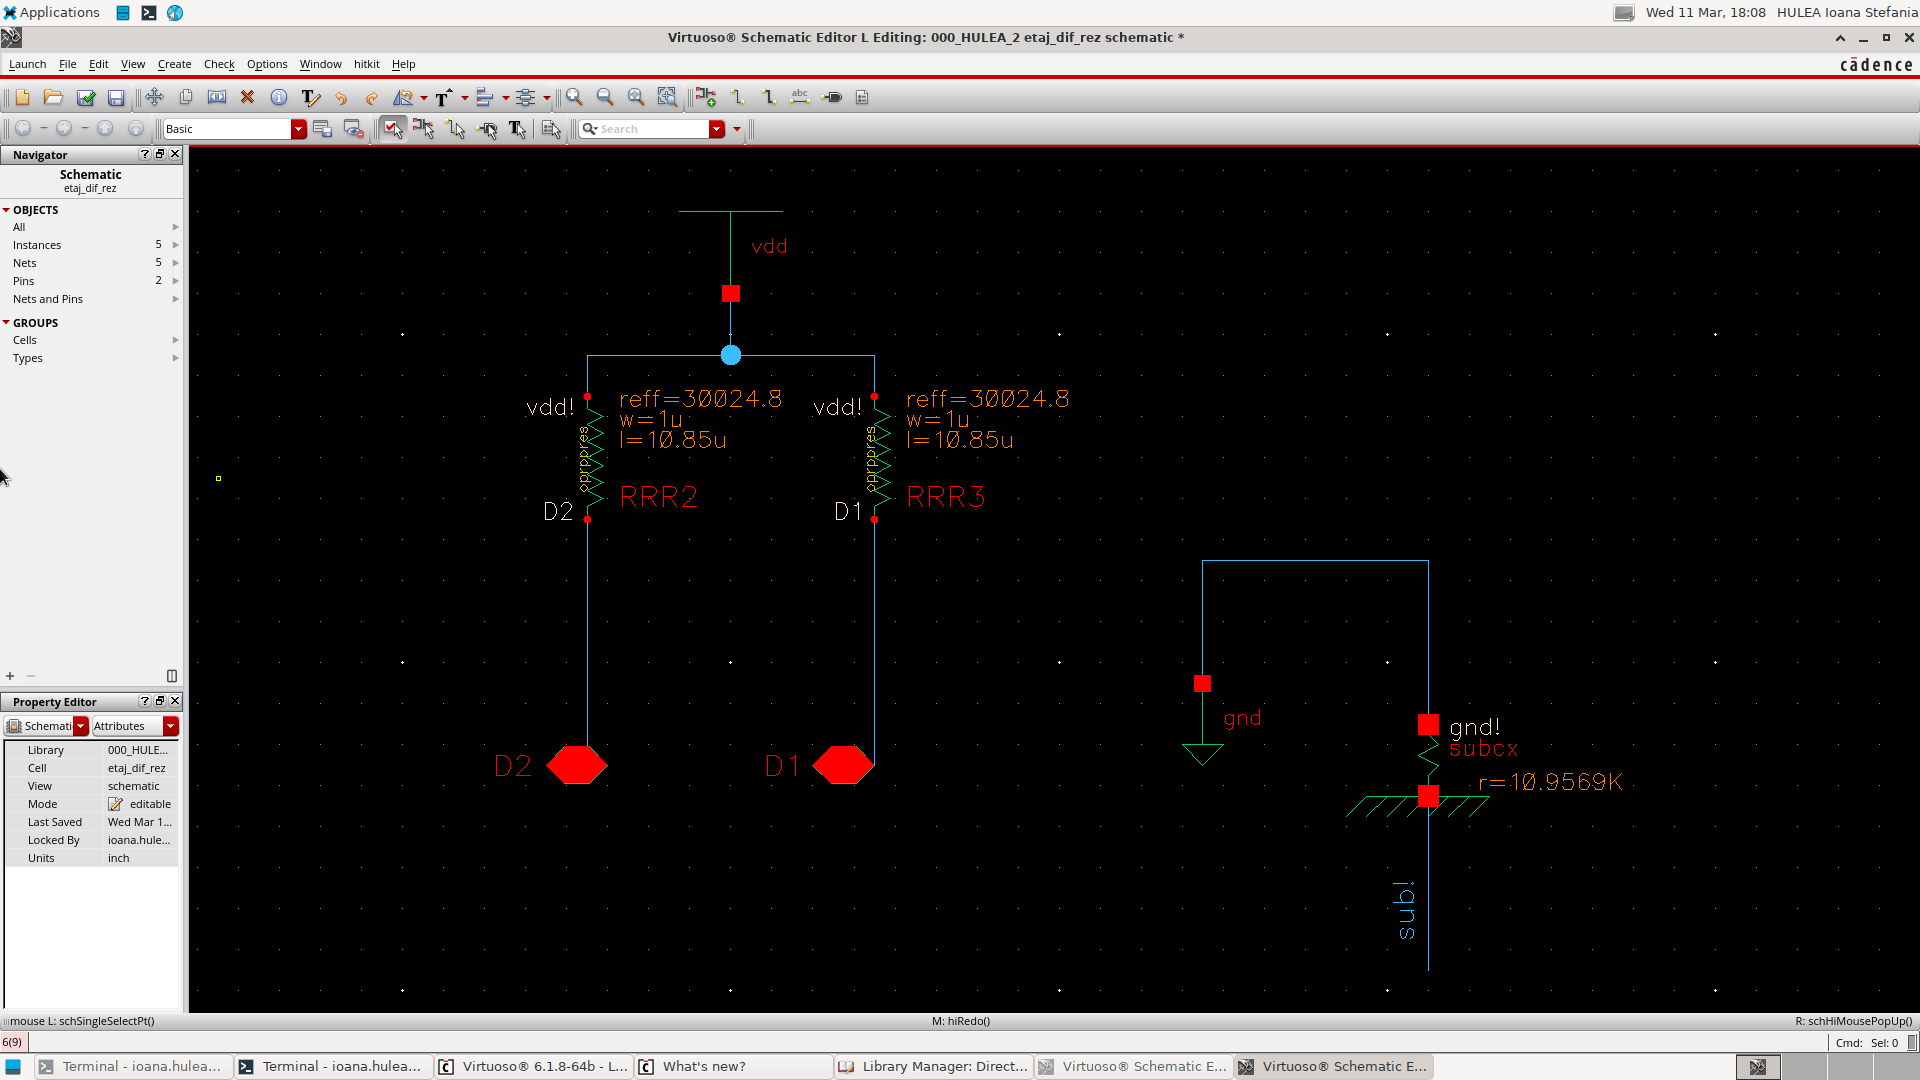 Applications
Wed 11 Mar, 18:08
HULEA Ioana Stefania
Virtuoso® Schematic Editor L Editing: 000_HULEA_2 etaj_dif_rez schematic *
Launch File Edit View Create Check Options Window hitkit Help
cādence
abc
Basic
Search
Navigator
Schematic
etaj_dif_rez
OBJECTS
All
Instances 5
Nets 5
Pins 2
Nets and Pins
GROUPS
Cells
Types
Property Editor
Schemati Attributes
Library 000_HULE...
Cell etaj_dif_rez
View schematic
Mode editable
Last Saved Wed Mar 1...
Locked By ioana.hule...
Units inch
vdd
vdd!
reff=30024.8
w=1u
l=10.85u
RRR2
D2
vdd!
reff=30024.8
w=1u
l=10.85u
RRR3
D1
D2
D1
gnd
gnd!
subcx
r=10.9569K
sub!
mouse L: schSingleSelectPt()
M: hiRedo()
R: schHiMousePopUp()
6(9)
Cmd: Sel: 0
Terminal - ioana.hulea...
Terminal - ioana.hulea...
Virtuoso® 6.1.8-64b - L...
What's new?
Library Manager: Direct...
Virtuoso® Schematic E...
Virtuoso® Schematic E...